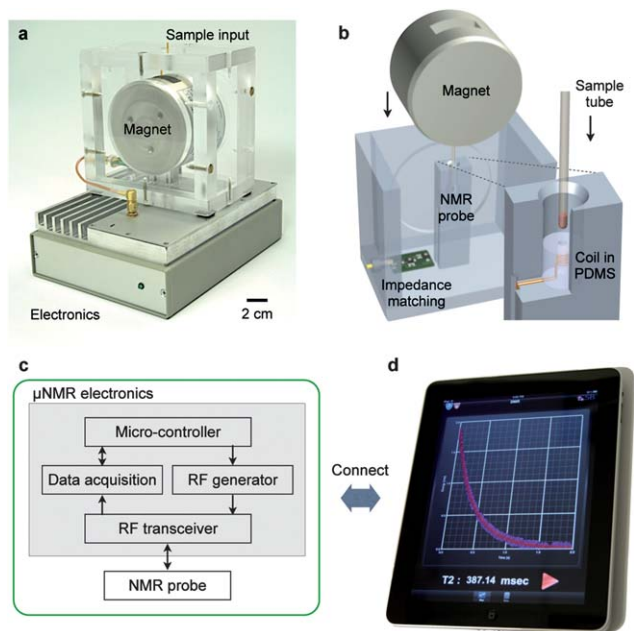 a
Sample input
Magnet
Electronics
2 cm
b
Magnet
Sample
tube
NMR
probe
Coil in
PDMS
Impedance
matching
c
μNMR electronics
Micro-controller
Data acquisition
RF generator
RF transceiver
NMR probe
Connect
d
T2 : 387.14 msec